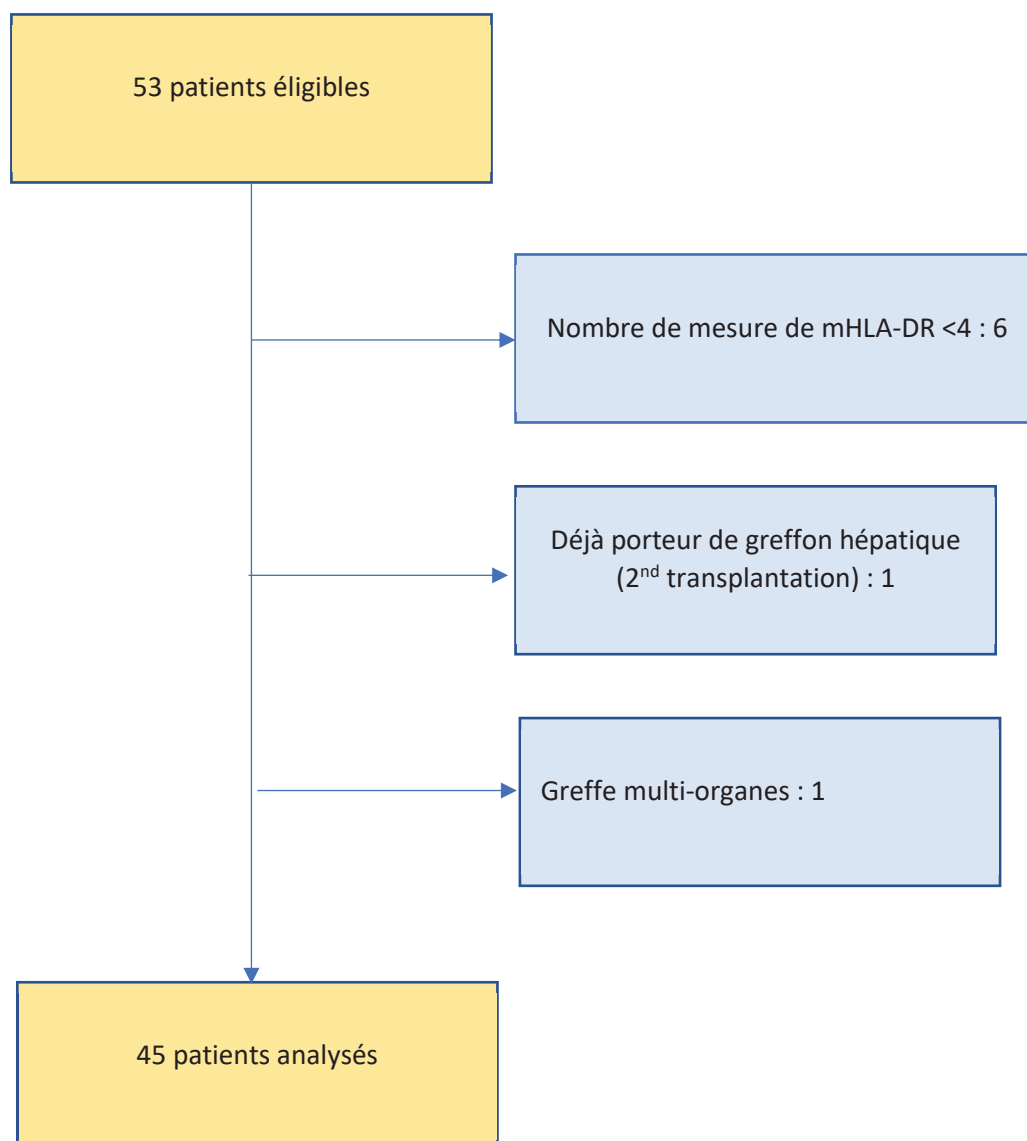 53 patients éligibles
Nombre de mesure de mHLA-DR <4 : 6
Déjà porteur de greffon hépatique
(2nd transplantation) : 1
Greffe multi-organes : 1
45 patients analysés